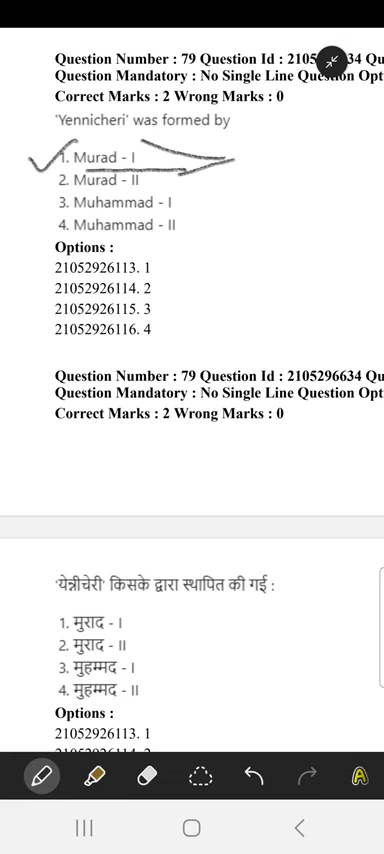 Question Number : 79 Question Id : 2105 34 Qu
Question Mandatory : No Single Line Question Opt
Correct Marks : 2 Wrong Marks : 0
'Yennicheri' was formed by
1. Murad - I
2. Murad - II
3. Muhammad - I
4. Muhammad - II
Options :
21052926113. 1
21052926114. 2
21052926115. 3
21052926116. 4
Question Number : 79 Question Id : 2105296634 Qu
Question Mandatory : No Single Line Question Opt
Correct Marks : 2 Wrong Marks : 0
'येन्नीचेरी' किसके द्वारा स्थापित की गई :
1. मुराद - I
2. मुराद - II
3. मुहम्मद - I
4. मुहम्मद - II
Options :
21052926113. 1
21052926114. 2
A